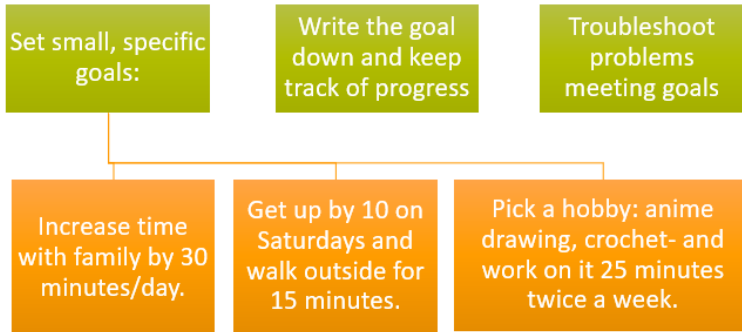 Set small, specific
goals:
Write the goal
down and keep
track of progress
Troubleshoot
problems
meeting goals
Increase time
with family by 30
minutes/day.
Get up by 10 on
Saturdays and
walk outside for
15 minutes.
Pick a hobby: anime
drawing, crochet- and
work on it 25 minutes
twice a week.